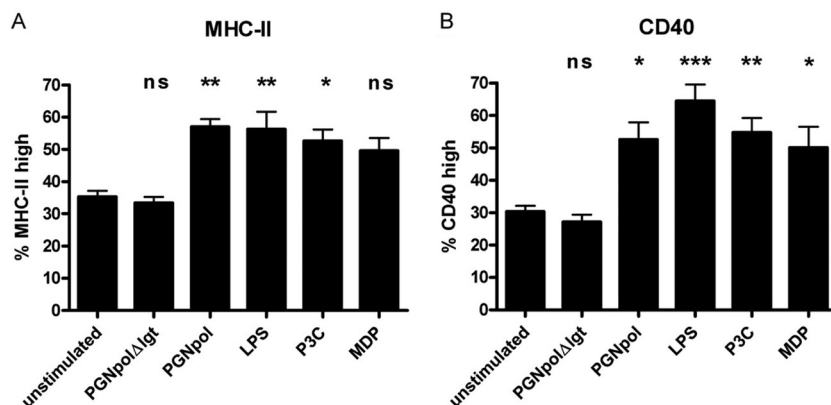 A
MHC-II
ns ** ** * ns
70
60
50
40
30
20
10
0
% MHC-II high
unstimulated
PGNpolΔlgt
PGNpol
LPS
P3C
MDP
B
CD40
ns * *** ** *
70
60
50
40
30
20
10
0
% CD40 high
unstimulated
PGNpolΔlgt
PGNpol
LPS
P3C
MDP